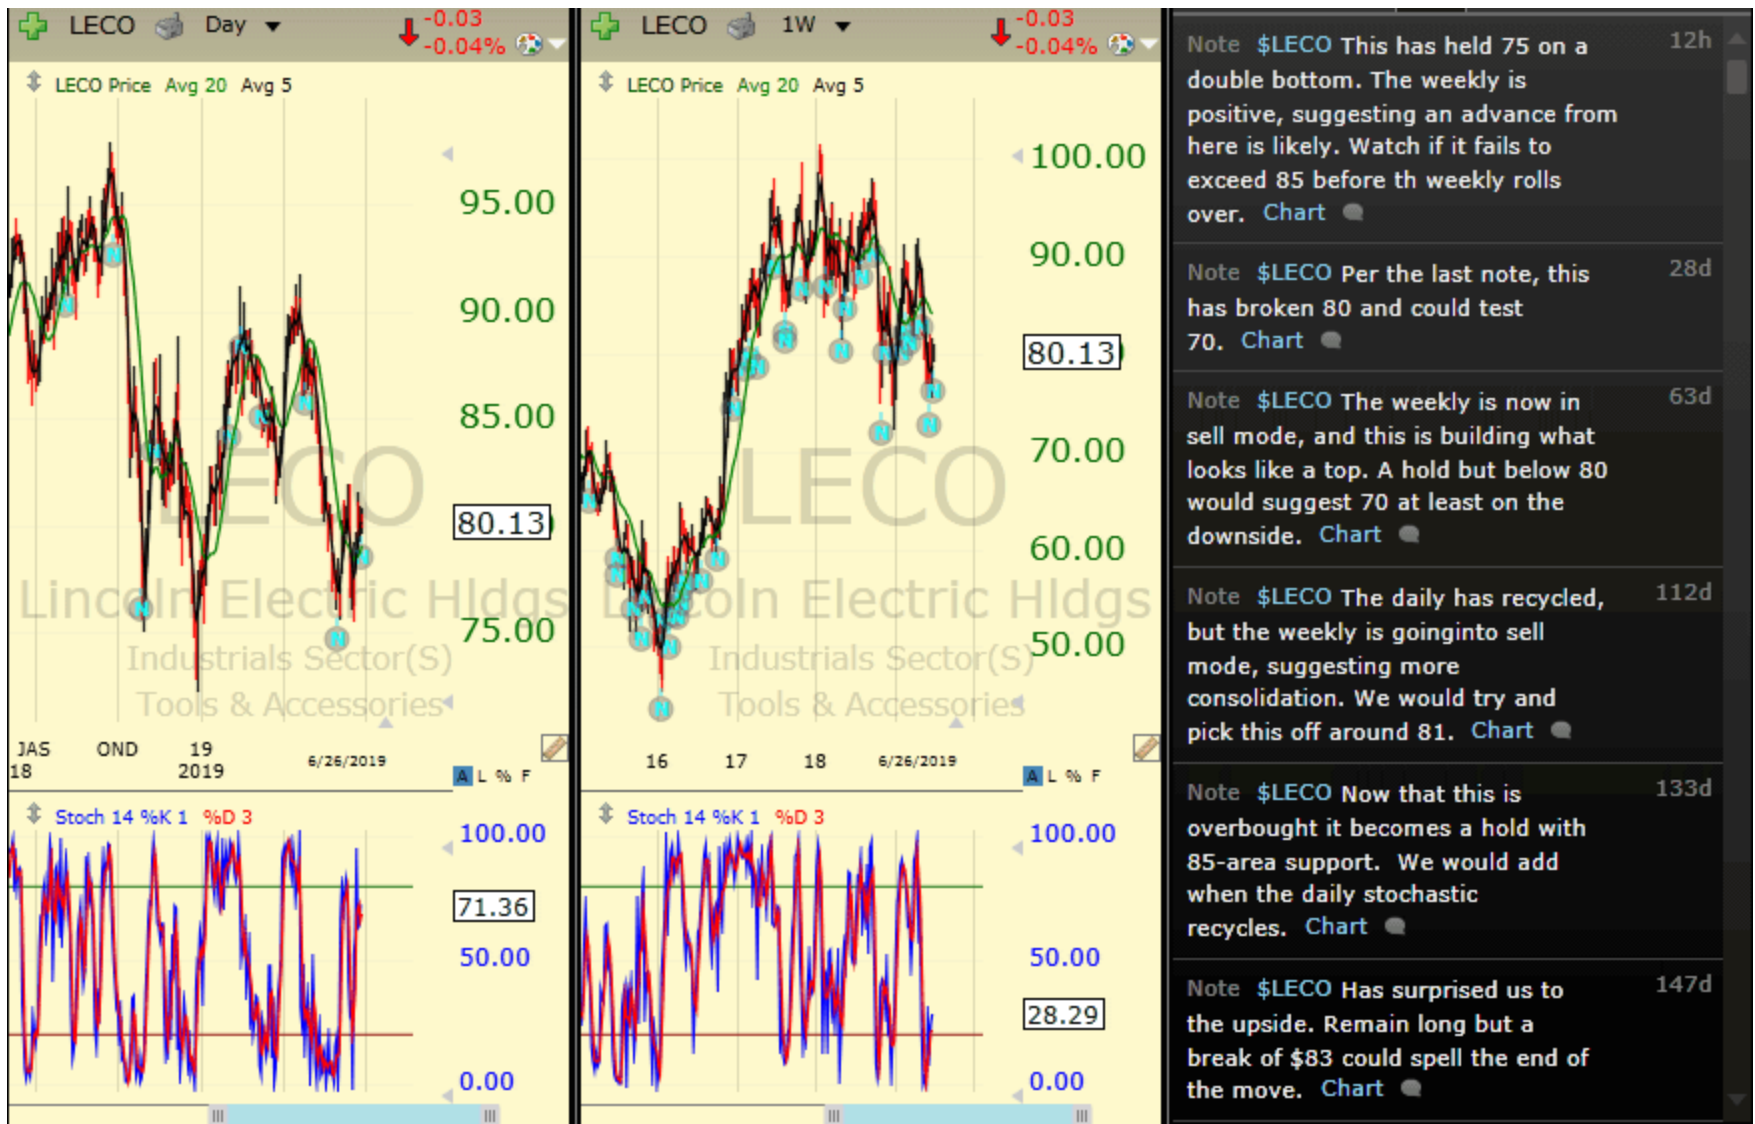 LECO Day
-0.03
-0.04%
LECO Price Avg 20 Avg 5
95.00
90.00
85.00
80.13
75.00
LECO
Lincoln Electric Hldgs
Industrials Sector(S)
Tools & Accessories
JAS OND 19
18 2019 6/26/2019
A L % F
Stoch 14 %K 1 %D 3
100.00
71.36
50.00
0.00
LECO 1W
-0.03
-0.04%
LECO Price Avg 20 Avg 5
100.00
90.00
80.13
70.00
60.00
50.00
LECO
Lincoln Electric Hldgs
Industrials Sector(S)
Tools & Accessories
16 17 18 6/26/2019
A L % F
Stoch 14 %K 1 %D 3
100.00
50.00
28.29
0.00
Note $LECO This has held 75 on a 12h
double bottom. The weekly is
positive, suggesting an advance from
here is likely. Watch if it fails to
exceed 85 before th weekly rolls
over. Chart
Note $LECO Per the last note, this 28d
has broken 80 and could test
70. Chart
Note $LECO The weekly is now in 63d
sell mode, and this is building what
looks like a top. A hold but below 80
would suggest 70 at least on the
downside. Chart
Note $LECO The daily has recycled, 112d
but the weekly is goinginto sell
mode, suggesting more
consolidation. We would try and
pick this off around 81. Chart
Note $LECO Now that this is 133d
overbought it becomes a hold with
85-area support. We would add
when the daily stochastic
recycles. Chart
Note $LECO Has surprised us to 147d
the upside. Remain long but a
break of $83 could spell the end of
the move. Chart